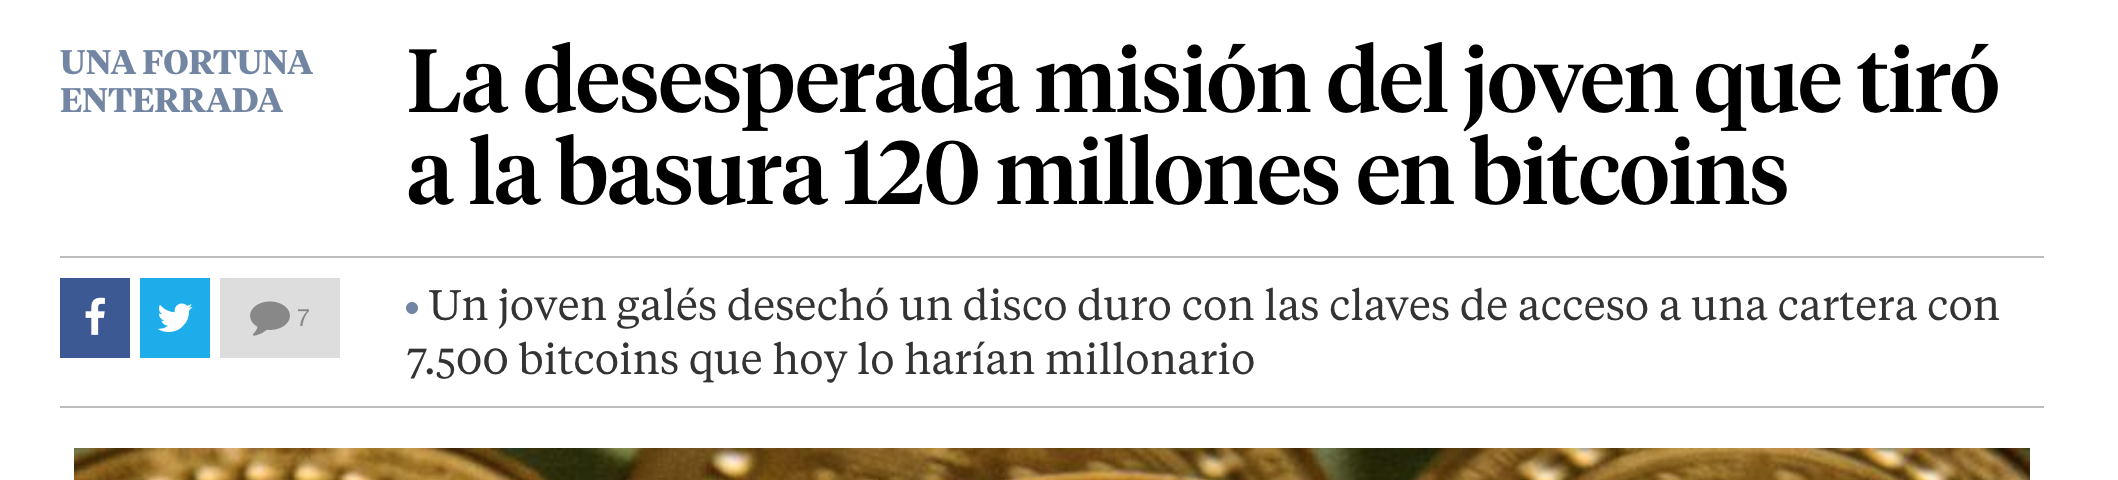 UNA FORTUNA
ENTERRADA
La desesperada misión del joven que tiró
a la basura 120 millones en bitcoins
f
7
• Un joven galés desechó un disco duro con las claves de acceso a una cartera con
7.500 bitcoins que hoy lo harían millonario